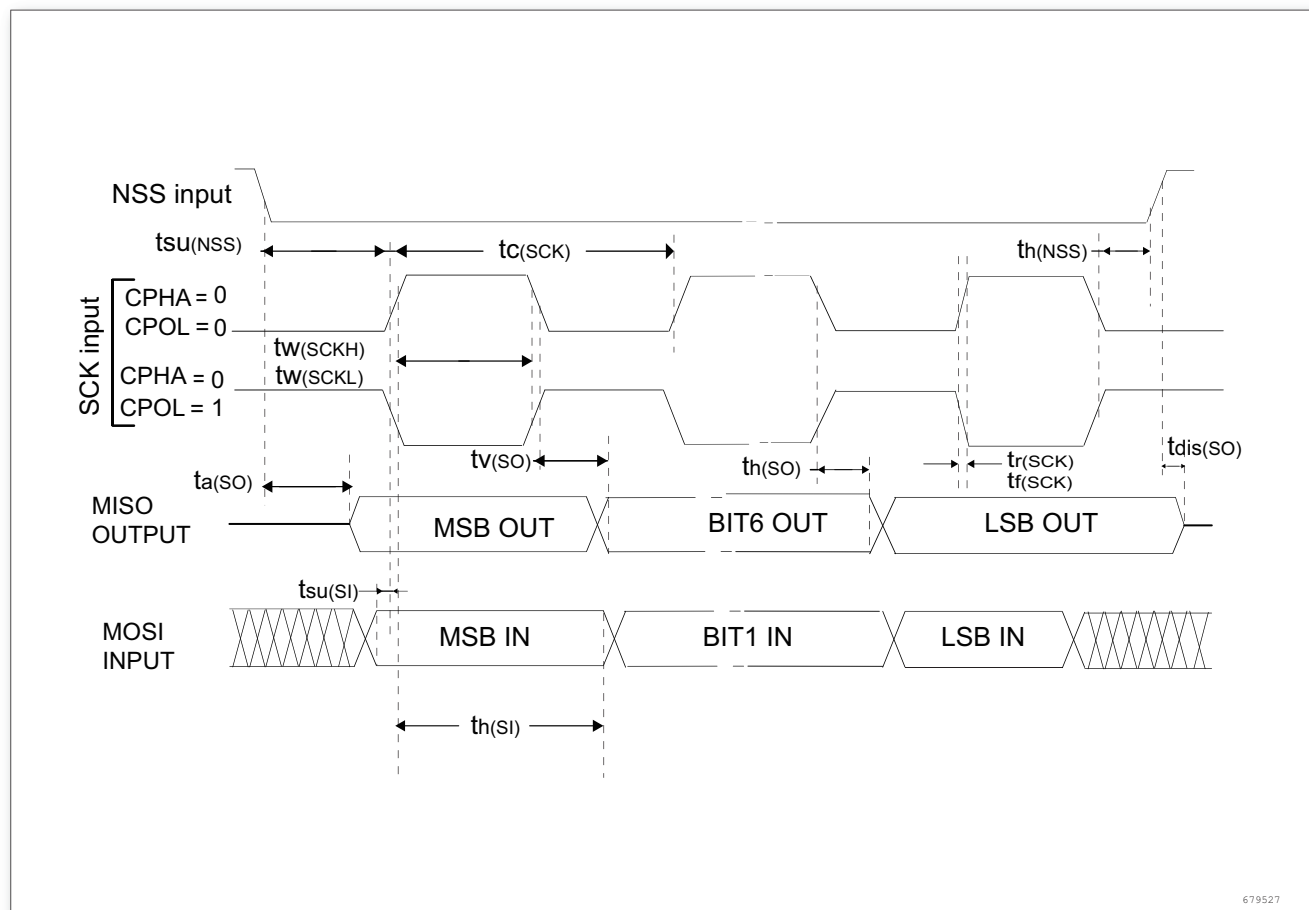 NSS input
tsu(NSS)
tc(SCK)
th(NSS)
SCK input
CPHA = 0
CPOL = 0
tw(SCKH)
CPHA = 0
tw(SCKL)
CPOL = 1
tv(SO)
th(SO)
tr(SCK)
tf(SCK)
tdis(SO)
ta(SO)
MISO
OUTPUT
MSB OUT
BIT6 OUT
LSB OUT
tsu(SI)
MOSI
INPUT
MSB IN
BIT1 IN
LSB IN
th(SI)
679527